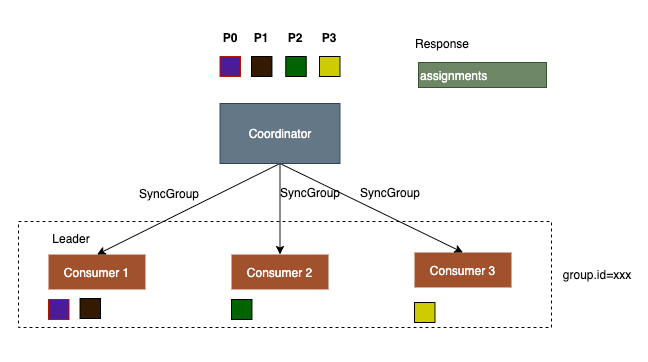 P0 P1 P2 P3
Response
assignments
Coordinator
SyncGroup SyncGroup SyncGroup
Leader
Consumer 1 Consumer 2 Consumer 3
group.id=xxx